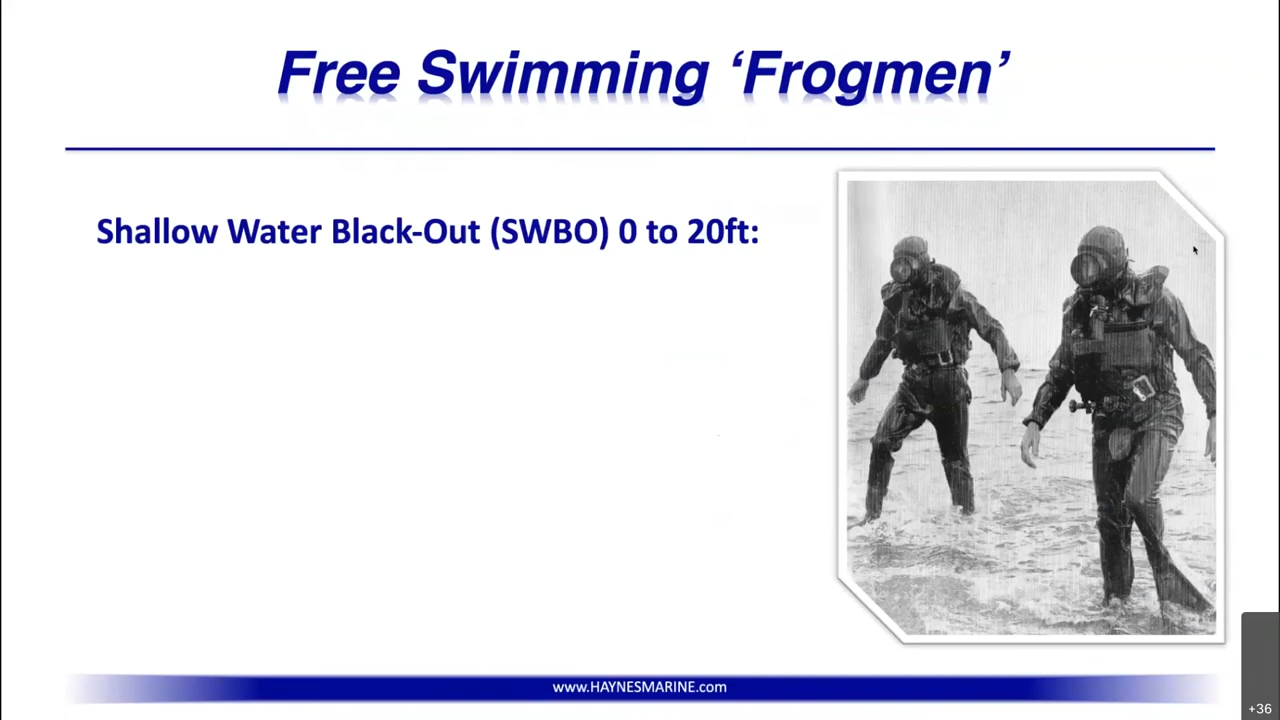 Free Swimming ‘Frogmen’
Shallow Water Black-Out (SWBO) 0 to 20ft:
www.HAYNESMARINE.com
+36